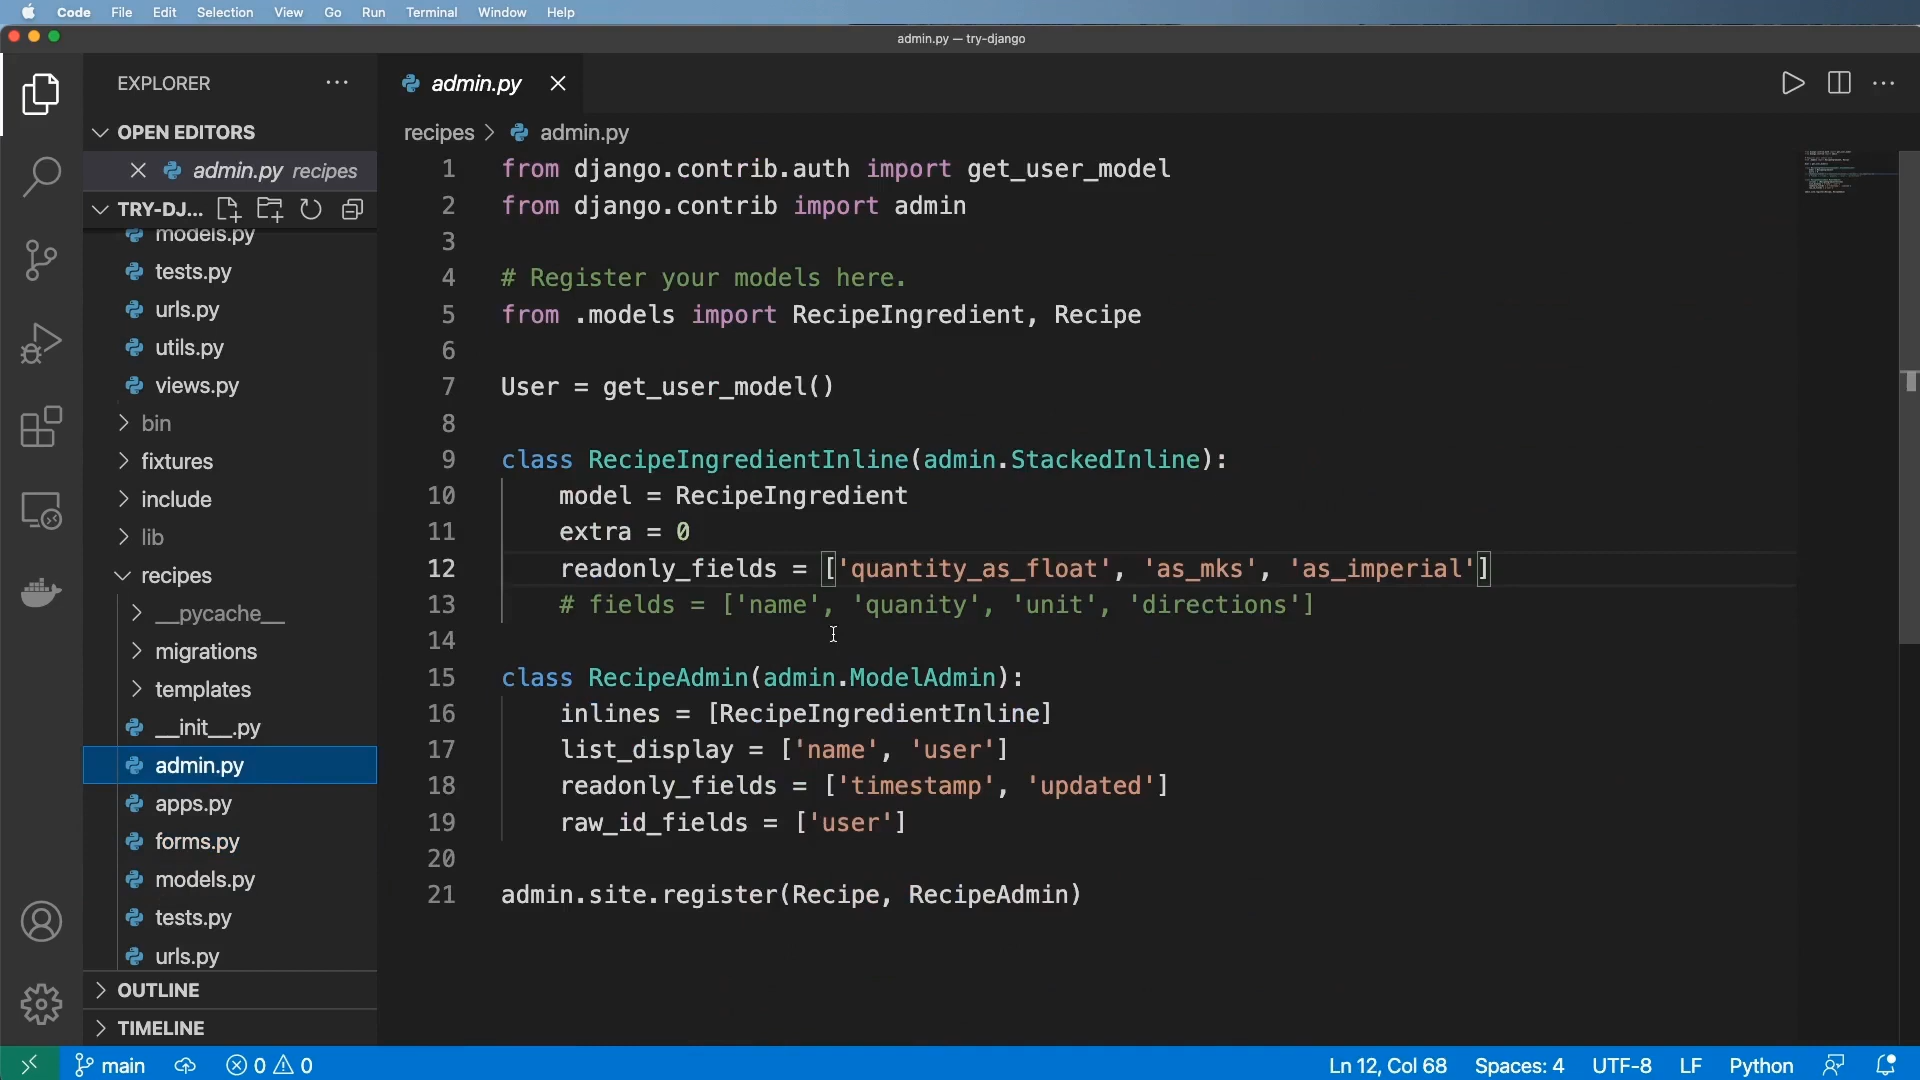 Code File Edit Selection View Go Run Terminal Window Help
admin.py — try-django
EXPLORER
OPEN EDITORS
admin.py recipes
TRY-DJ...
models.py
tests.py
urls.py
utils.py
views.py
bin
fixtures
include
lib
recipes
__pycache__
migrations
templates
__init__.py
admin.py
apps.py
forms.py
models.py
tests.py
urls.py
OUTLINE
TIMELINE
admin.py
recipes > admin.py
1 from django.contrib.auth import get_user_model
2 from django.contrib import admin
3
4 # Register your models here.
5 from .models import RecipeIngredient, Recipe
6
7 User = get_user_model()
8
9 class RecipeIngredientInline(admin.StackedInline):
10 model = RecipeIngredient
11 extra = 0
12 readonly_fields = ['quantity_as_float', 'as_mks', 'as_imperial']
13 # fields = ['name', 'quanity', 'unit', 'directions']
14
15 class RecipeAdmin(admin.ModelAdmin):
16 inlines = [RecipeIngredientInline]
17 list_display = ['name', 'user']
18 readonly_fields = ['timestamp', 'updated']
19 raw_id_fields = ['user']
20
21 admin.site.register(Recipe, RecipeAdmin)
main 0 0 Ln 12, Col 68 Spaces: 4 UTF-8 LF Python